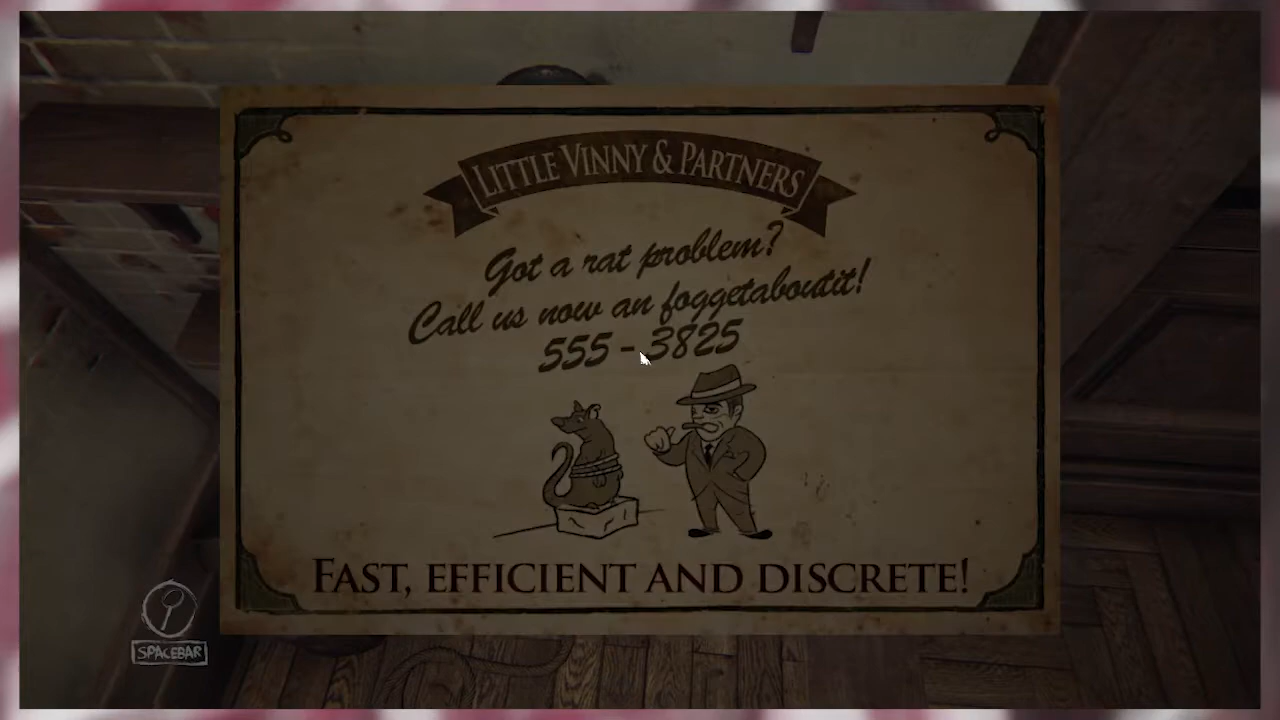 LITTLE VINNY & PARTNERS
Got a rat problem?
Call us now an foggetaboutit!
555-3825
FAST, EFFICIENT AND DISCRETE!
SPACEBAR